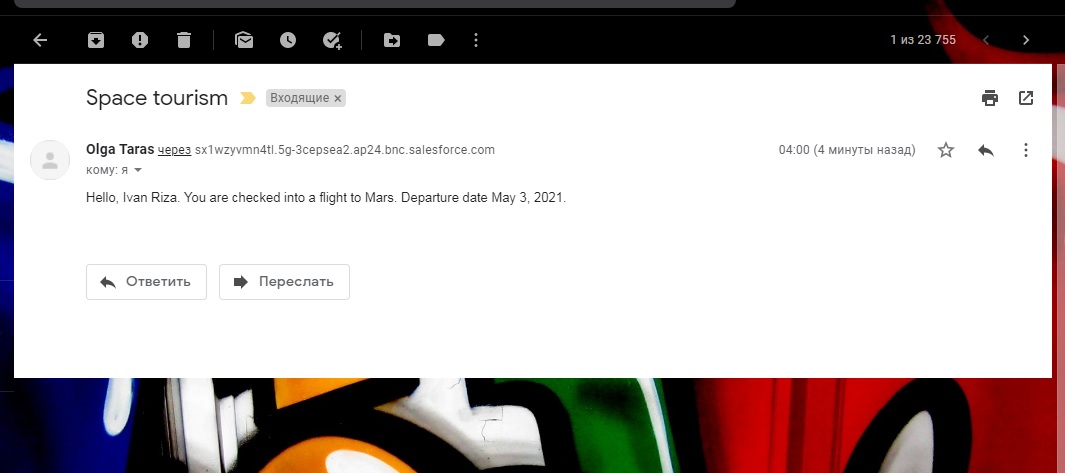 1 из 23 755
Space tourism Входящие ×
Olga Taras через sx1wzyvmn4tl.5g-3cepsea2.ap24.bnc.salesforce.com 04:00 (4 минуты назад)
кому: я
Hello, Ivan Riza. You are checked into a flight to Mars. Departure date May 3, 2021.
Ответить Переслать